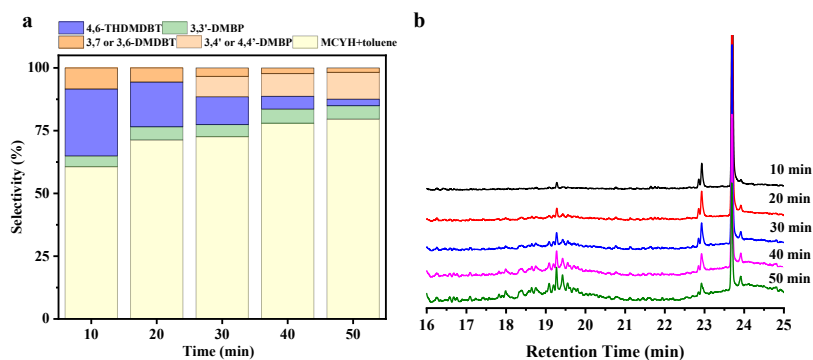 a
4,6-THDMDBT 3,3'-DMBP
3,7 or 3,6-DMDBT 3,4' or 4,4'-DMBP MCYH+toluene
100
75
50
25
0
Selectivity (%)
10 20 30 40 50
Time (min)
b
10 min
20 min
30 min
40 min
50 min
16 17 18 19 20 21 22 23 24 25
Retention Time (min)